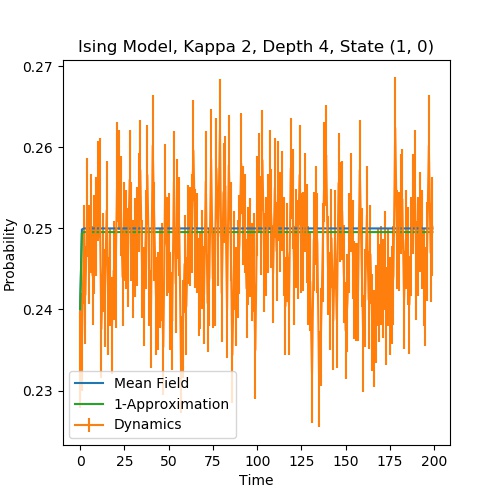 Ising Model, Kappa 2, Depth 4, State (1, 0)
0.27
0.26
0.25
0.24
0.23
Probability
Mean Field
1-Approximation
Dynamics
0 25 50 75 100 125 150 175 200
Time